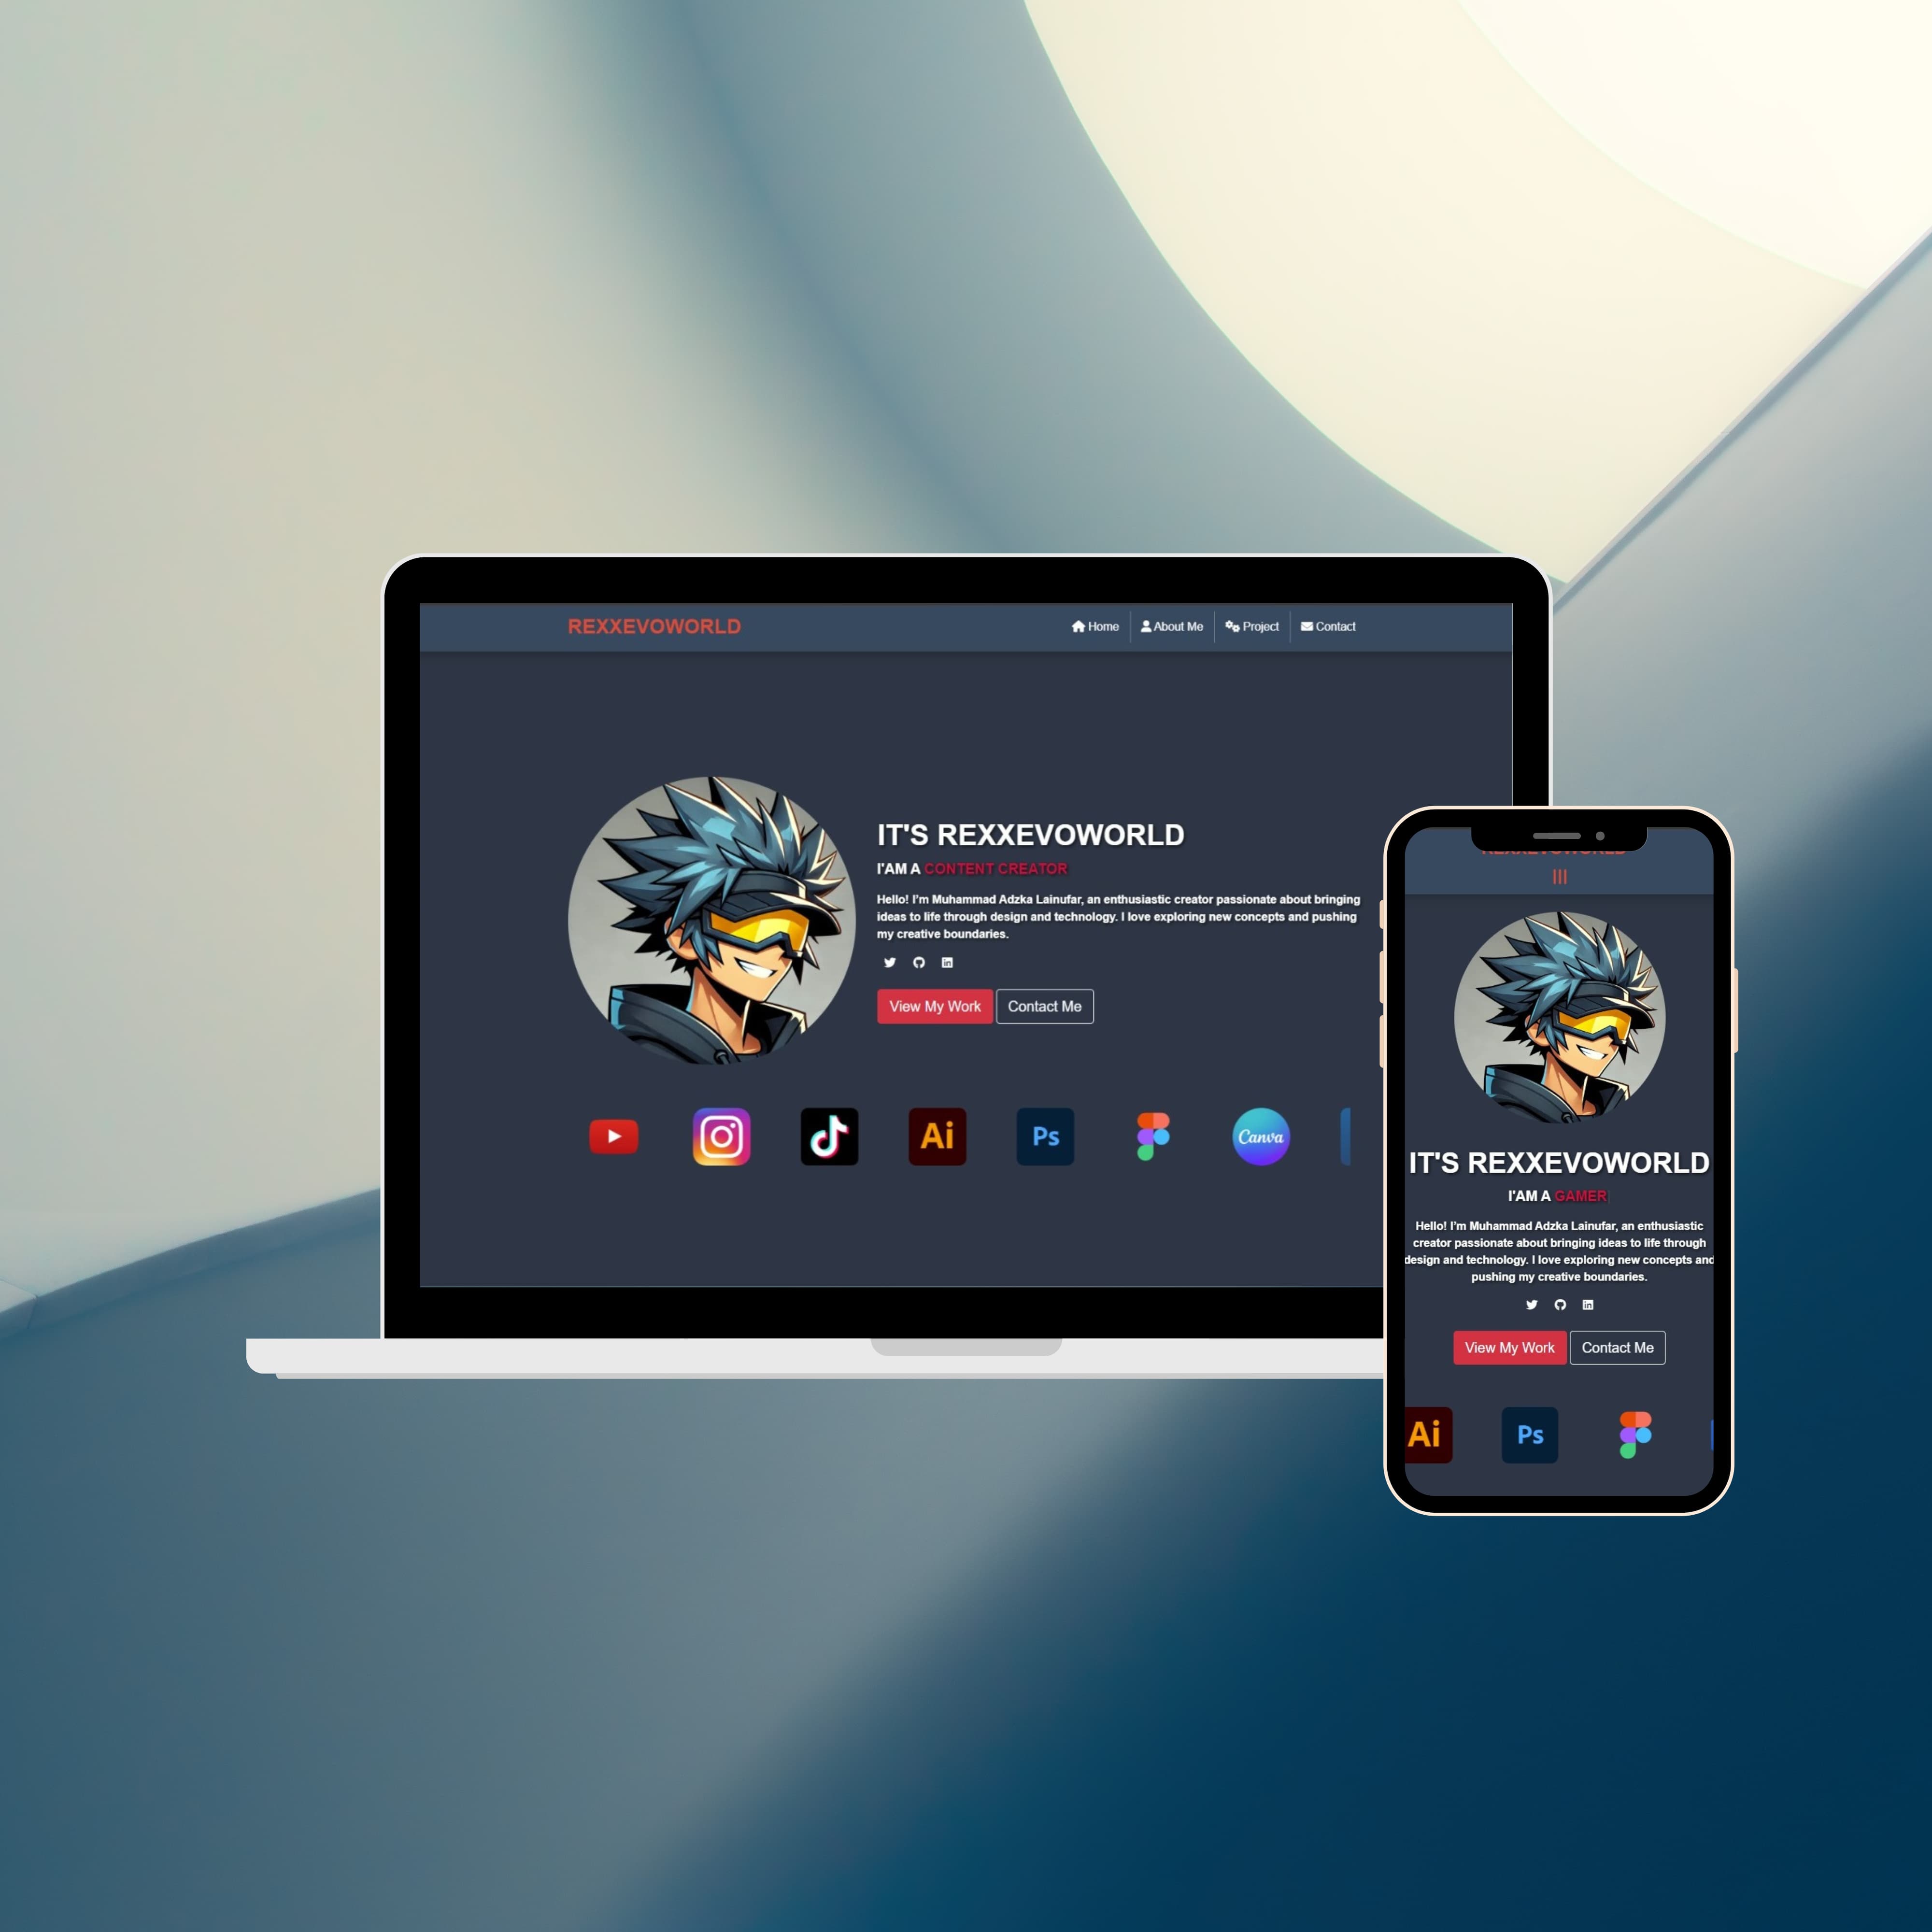 REXXEVOWORLD
Home
About Me
Project
Contact
IT'S REXXEVOWORLD
I'AM A CONTENT CREATOR
Hello! I'm Muhammad Adzka Lainufar, an enthusiastic creator passionate about bringing
ideas to life through design and technology. I love exploring new concepts and pushing
my creative boundaries.
in
View My Work
Contact Me
Ai
Ps
Canva
REXXEVOWORLD
IT'S REXXEVOWORLD
I'AM A GAMER
Hello! I'm Muhammad Adzka Lainufar, an enthusiastic
creator passionate about bringing ideas to life through
design and technology. I love exploring new concepts and
pushing my creative boundaries.
in
View My Work
Contact Me
Ai
Ps